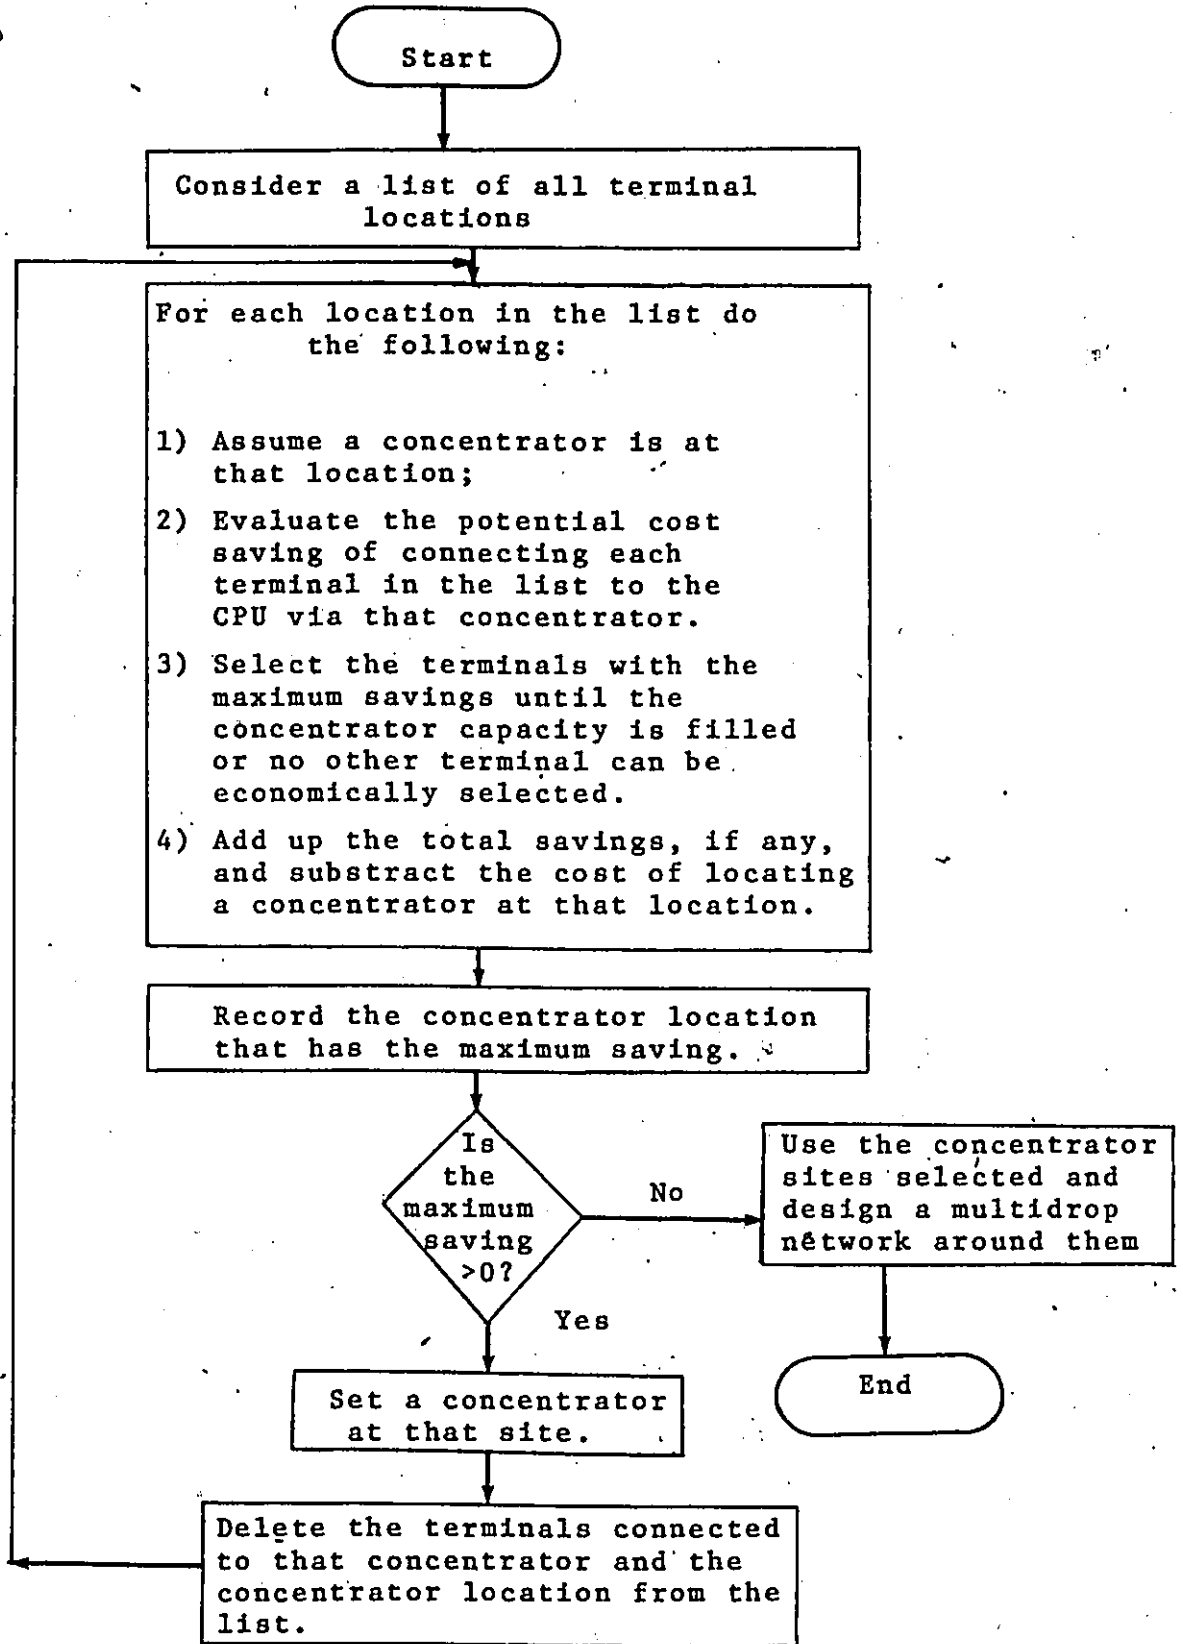 Start
Consider a list of all terminal
locations
For each location in the list do
the following:
1) Assume a concentrator is at
that location;
2) Evaluate the potential cost
saving of connecting each
terminal in the list to the
CPU via that concentrator.
3) Select the terminals with the
maximum savings until the
concentrator capacity is filled
or no other terminal can be
economically selected.
4) Add up the total savings, if any,
and substract the cost of locating
a concentrator at that location.
Record the concentrator location
that has the maximum saving.
Is
the
maximum
saving
>0?
No
Use the concentrator
sites selected and
design a multidrop
network around them
Yes
End
Set a concentrator
at that site.
Delete the terminals connected
to that concentrator and the
concentrator location from the
list.